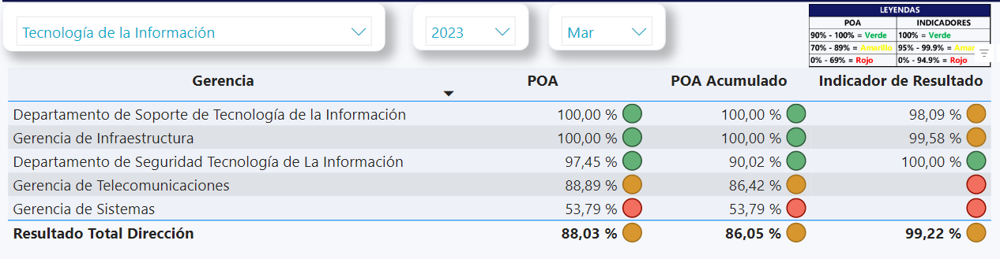 LEYENDAS
POA INDICADORES
90% - 100% = Verde 100% = Verde
70% - 89% = Amarillo 95% - 99.9% =
0% - 69% = Rojo 0% - 94.9% = Rojo
Tecnología de la Información 2023 Mar
Gerencia POA POA Acumulado Indicador de Resultado
Departamento de Soporte de Tecnología de la Información 100,00 % 100,00 % 98,09 %
Gerencia de Infraestructura 100,00 % 100,00 % 99,58 %
Departamento de Seguridad Tecnología de La Información 97,45 % 90,02 % 100,00 %
Gerencia de Telecomunicaciones 88,89 % 86,42 %
Gerencia de Sistemas 53,79 % 53,79 %
Resultado Total Dirección 88,03 % 86,05 % 99,22 %